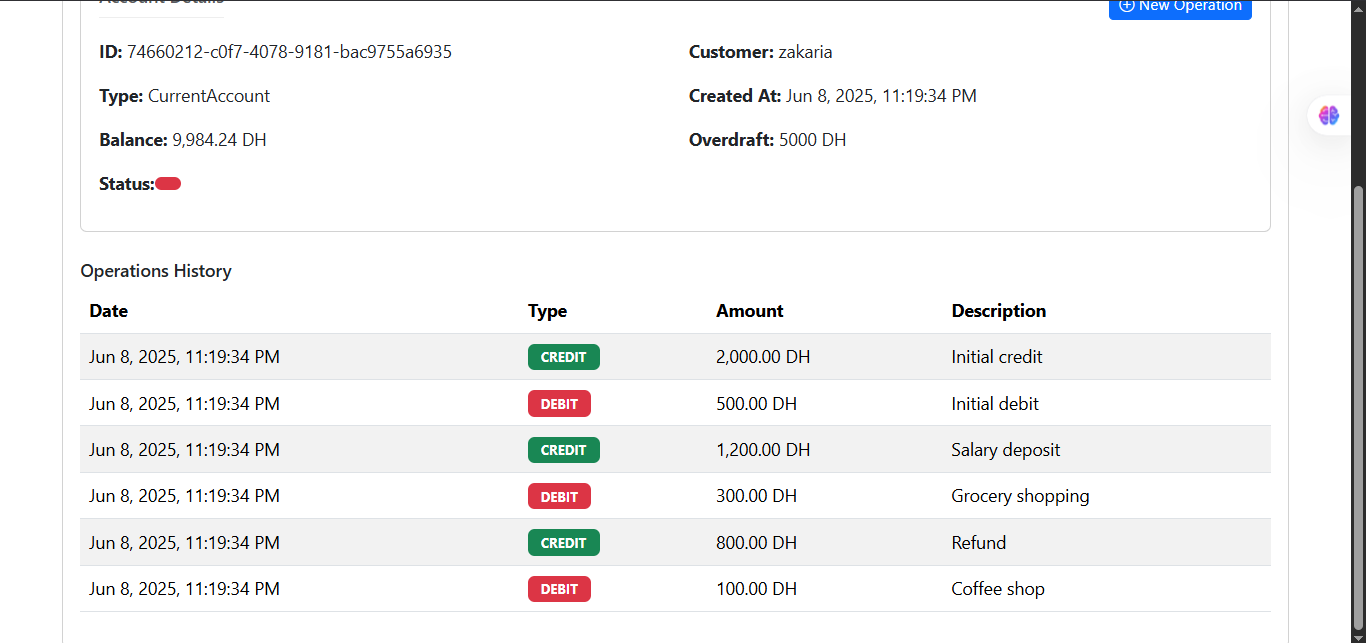 Account Details
New Operation
ID: 74660212-c0f7-4078-9181-bac9755a6935
Customer: zakaria
Type: CurrentAccount
Created At: Jun 8, 2025, 11:19:34 PM
Balance: 9,984.24 DH
Overdraft: 5000 DH
Status:
Operations History
Date Type Amount Description
Jun 8, 2025, 11:19:34 PM CREDIT 2,000.00 DH Initial credit
Jun 8, 2025, 11:19:34 PM DEBIT 500.00 DH Initial debit
Jun 8, 2025, 11:19:34 PM CREDIT 1,200.00 DH Salary deposit
Jun 8, 2025, 11:19:34 PM DEBIT 300.00 DH Grocery shopping
Jun 8, 2025, 11:19:34 PM CREDIT 800.00 DH Refund
Jun 8, 2025, 11:19:34 PM DEBIT 100.00 DH Coffee shop